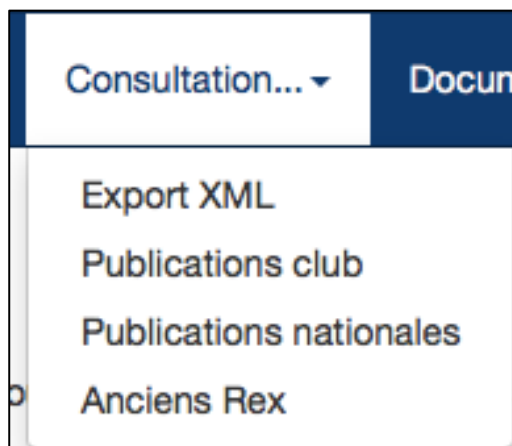 Consultation...
Export XML
Publications club
Publications nationales
Anciens Rex